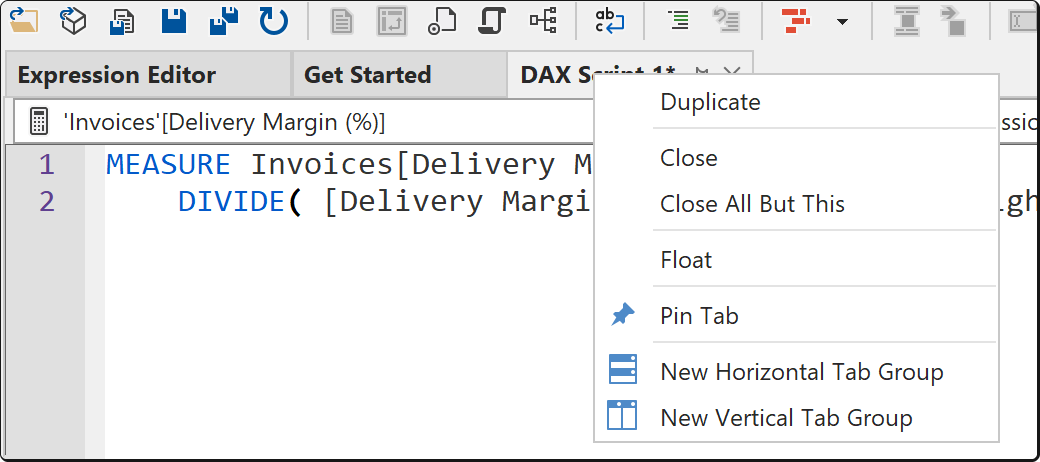 ab
Expression Editor
Get Started
DAX Script 1*
'Invoices'[Delivery Margin (%)]
1 MEASURE Invoices[Delivery M
2 DIVIDE( [Delivery Margi
Duplicate
Close
Close All But This
Float
Pin Tab
New Horizontal Tab Group
New Vertical Tab Group